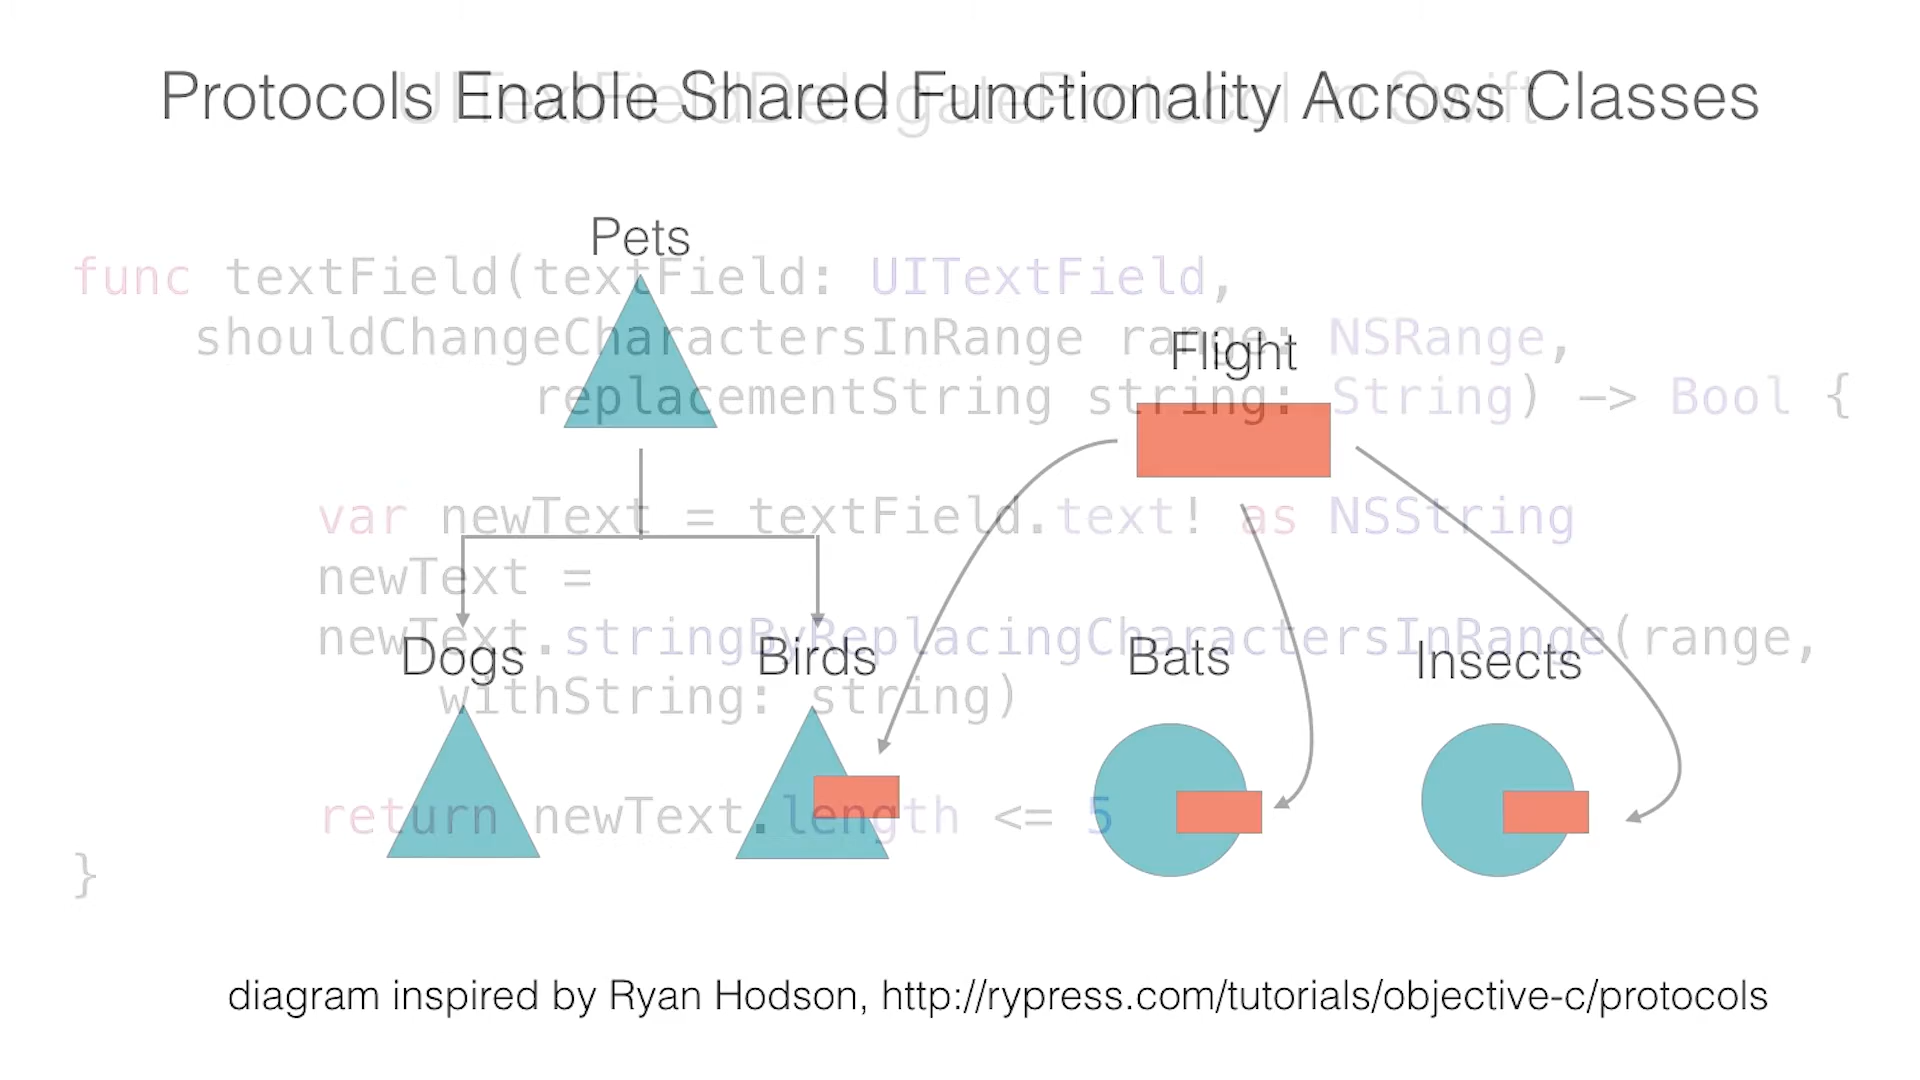 Protocols Enable Shared Functionality Across Classes
UITextFieldDelegate Protocol in Swift
Pets
func textField(textField: UITextField,
shouldChangeCharactersInRange range: NSRange,
Flight
replacementString string: String) -> Bool {
var newText = textField.text! as NSString
newText =
newText.stringByReplacingCharactersInRange(range,
Dogs Birds Bats Insects
withString: string)
return newText.length <= 5
}
diagram inspired by Ryan Hodson, http://rypress.com/tutorials/objective-c/protocols